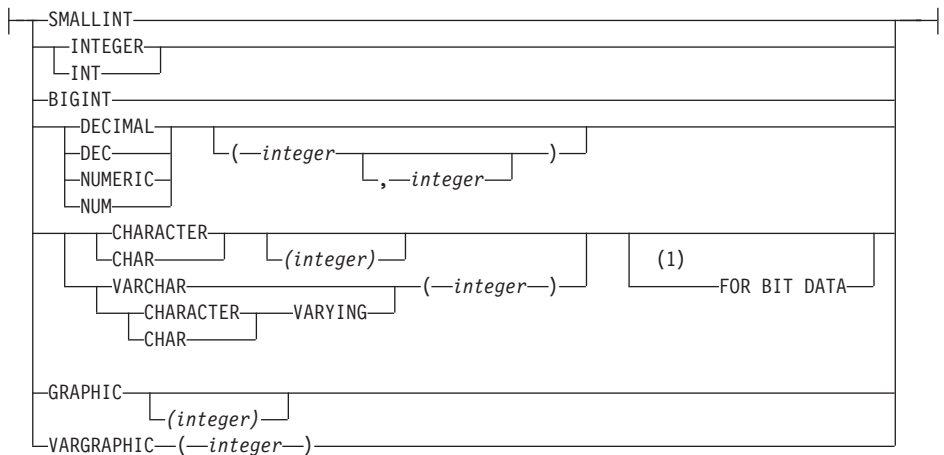 SMALLINT
INTEGER
INT
BIGINT
DECIMAL
DEC
( integer )
, integer
NUMERIC
NUM
CHARACTER
CHAR
(integer)
(1)
FOR BIT DATA
VARCHAR
( integer )
CHARACTER VARYING
CHAR
GRAPHIC
(integer)
VARGRAPHIC ( integer )